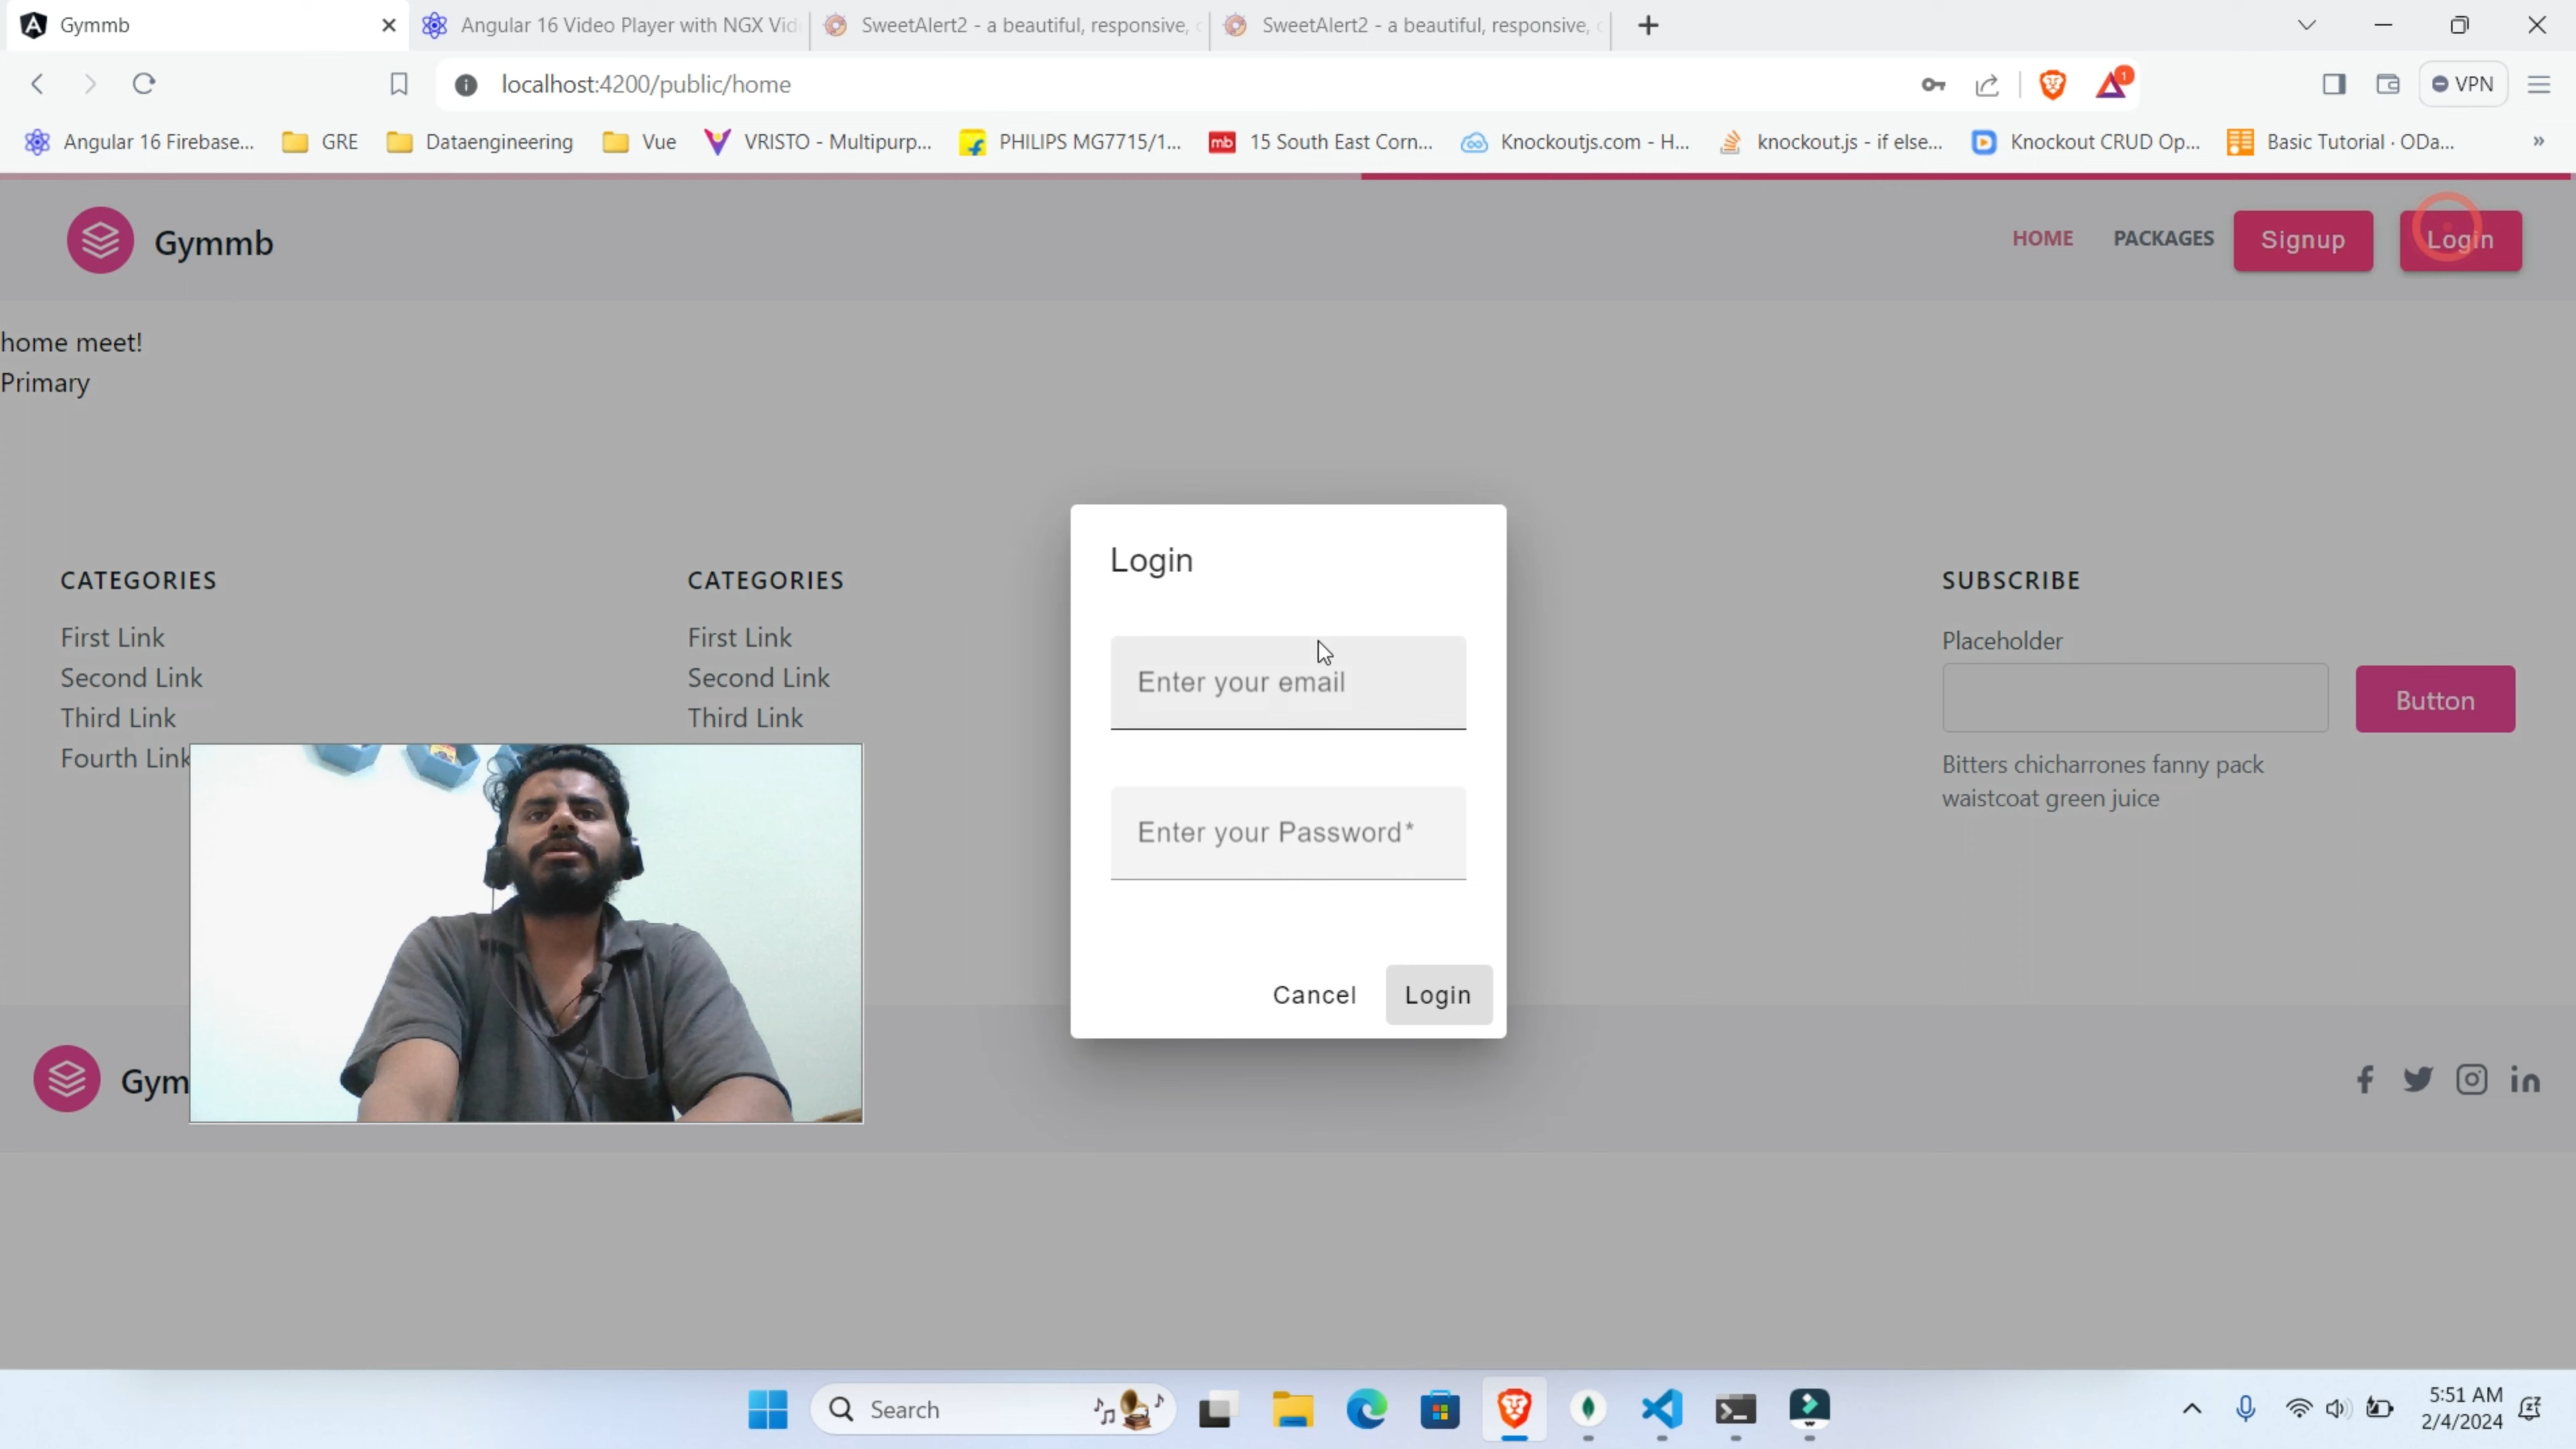 Gymmb
Angular 16 Video Player with NGX Vid
SweetAlert2 - a beautiful, responsive,
SweetAlert2 - a beautiful, responsive,
localhost:4200/public/home
1
VPN
Angular 16 Firebase...
GRE
Dataengineering
Vue
VRISTO - Multipurp...
PHILIPS MG7715/1...
mb
15 South East Corn...
Knockoutjs.com - H...
knockout.js - if else...
Knockout CRUD Op...
Basic Tutorial · ODa...
»
Gymmb
HOME
PACKAGES
Signup
Login
home meet!
Primary
CATEGORIES
First Link
Second Link
Third Link
Fourth Link
CATEGORIES
First Link
Second Link
Third Link
Login
Enter your email
Enter your Password*
Cancel
Login
SUBSCRIBE
Placeholder
Button
Bitters chicharrones fanny pack
waistcoat green juice
Gym
Search
5:51 AM
2/4/2024